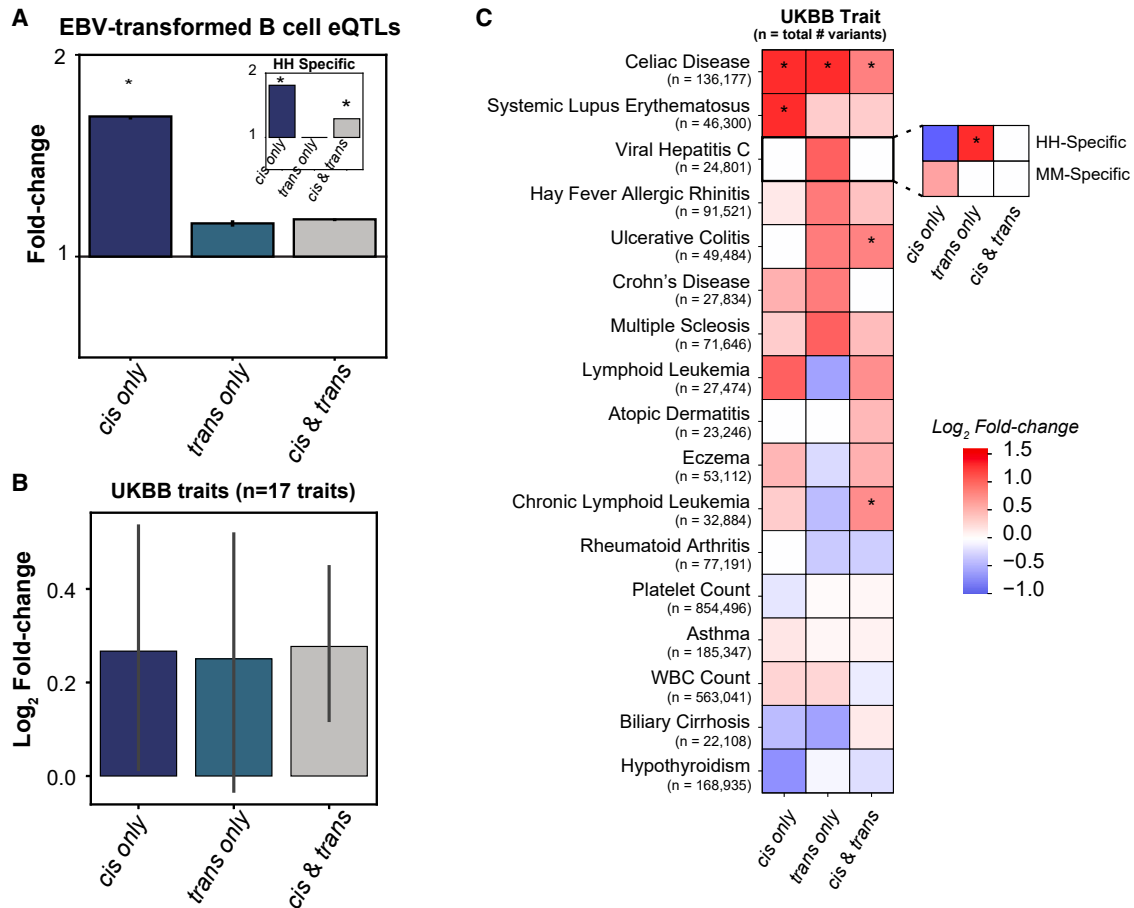 A
EBV-transformed B cell eQTLs
Fold-change
2
1
*
HH Specific
2
1
*
*
cis only
trans only
cis & trans
cis only
trans only
cis & trans
B
UKBB traits (n=17 traits)
Log2 Fold-change
0.4
0.2
0.0
cis only
trans only
cis & trans
C
UKBB Trait
(n = total # variants)
Celiac Disease
(n = 136,177)
* * *
Systemic Lupus Erythematosus
(n = 46,300)
*
Viral Hepatitis C
(n = 24,801)
Hay Fever Allergic Rhinitis
(n = 91,521)
Ulcerative Colitis
(n = 49,484)
*
Crohn's Disease
(n = 27,834)
Multiple Scleosis
(n = 71,646)
Lymphoid Leukemia
(n = 27,474)
Atopic Dermatitis
(n = 23,246)
Eczema
(n = 53,112)
Chronic Lymphoid Leukemia
(n = 32,884)
*
Rheumatoid Arthritis
(n = 77,191)
Platelet Count
(n = 854,496)
Asthma
(n = 185,347)
WBC Count
(n = 563,041)
Biliary Cirrhosis
(n = 22,108)
Hypothyroidism
(n = 168,935)
cis only
trans only
cis & trans
*
HH-Specific
MM-Specific
cis only
trans only
cis & trans
Log2 Fold-change
1.5
1.0
0.5
0.0
−0.5
−1.0